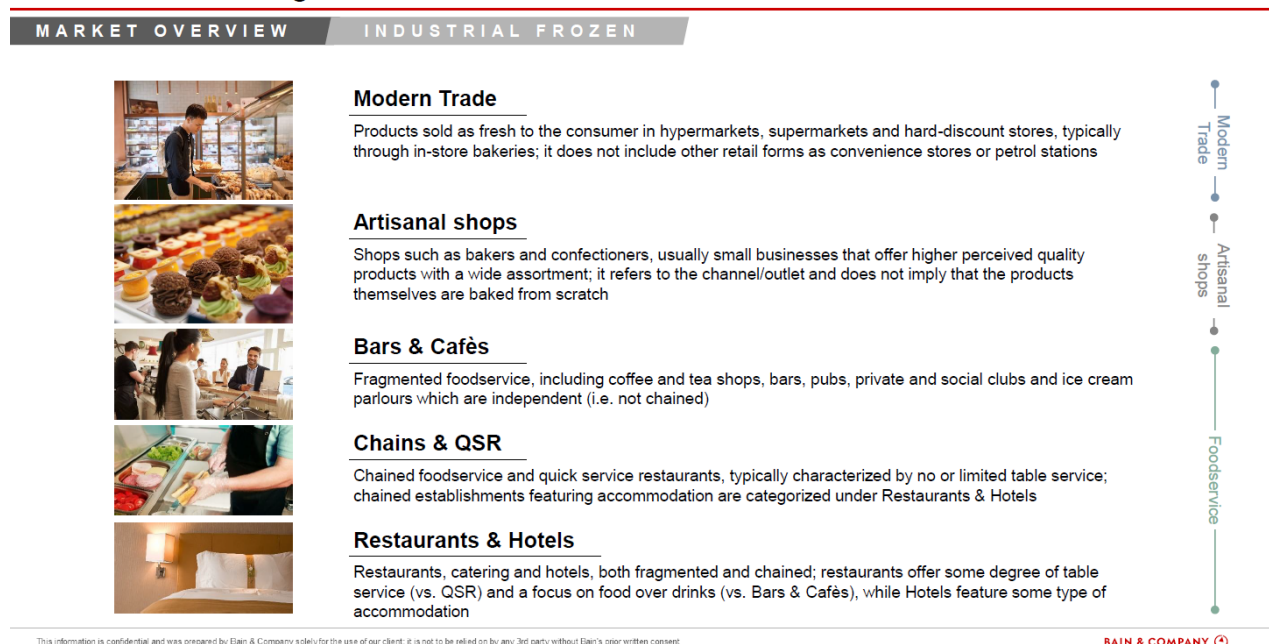 MARKET OVERVIEW
INDUSTRIAL FROZEN
Modern Trade
Products sold as fresh to the consumer in hypermarkets, supermarkets and hard-discount stores, typically
through in-store bakeries; it does not include other retail forms as convenience stores or petrol stations
Artisanal shops
Shops such as bakers and confectioners, usually small businesses that offer higher perceived quality
products with a wide assortment; it refers to the channel/outlet and does not imply that the products
themselves are baked from scratch
Bars & Cafès
Fragmented foodservice, including coffee and tea shops, bars, pubs, private and social clubs and ice cream
parlours which are independent (i.e. not chained)
Chains & QSR
Chained foodservice and quick service restaurants, typically characterized by no or limited table service;
chained establishments featuring accommodation are categorized under Restaurants & Hotels
Restaurants & Hotels
Restaurants, catering and hotels, both fragmented and chained; restaurants offer some degree of table
service (vs. QSR) and a focus on food over drinks (vs. Bars & Cafès), while Hotels feature some type of
accommodation
Modern
Trade
Artisanal
shops
Foodservice
This information is confidential and was prepared by Bain & Company solely for the use of our client; it is not to be relied on by any 3rd party without Bain's prior written consent
BAIN & COMPANY